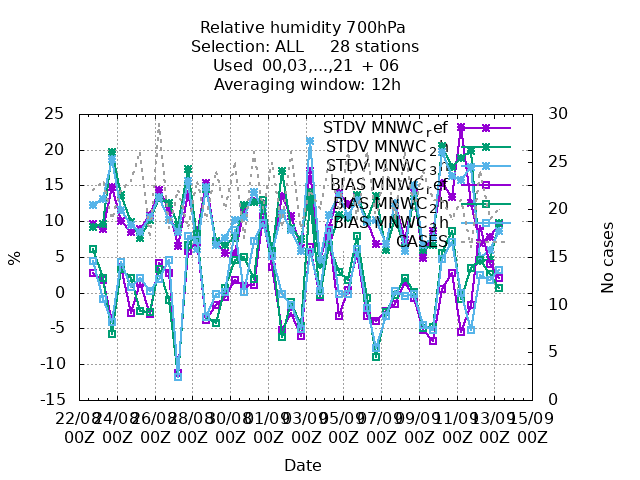 Relative humidity 700hPa
Selection: ALL 28 stations
Used 00,03,...,21 + 06
Averaging window: 12h
STDV MNWC_ref
STDV MNWC_2h
STDV MNWC_3h
BIAS MNWC_ref
BIAS MNWC_2h
BIAS MNWC_3h
CASES
25
20
15
10
5
0
-5
-10
-15
30
25
20
15
10
5
0
%
No cases
22/08 24/08 26/08 28/08 30/08 01/09 03/09 05/09 07/09 09/09 11/09 13/09 15/09
00Z 00Z 00Z 00Z 00Z 00Z 00Z 00Z 00Z 00Z 00Z 00Z 00Z
Date